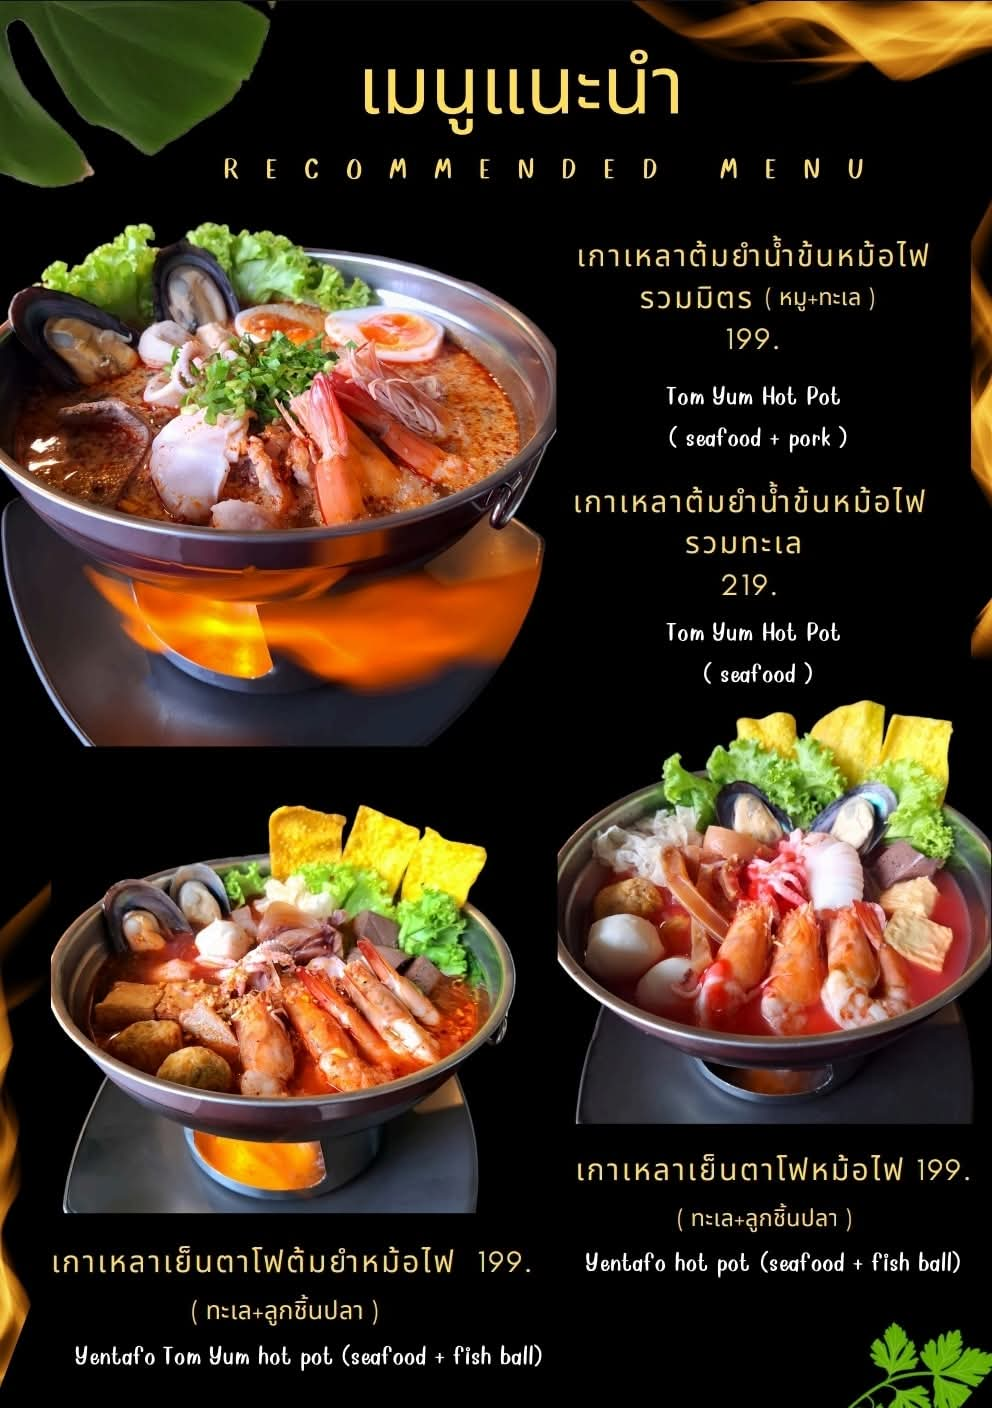 เมนูแนะนำ
RECOMMENDED MENU
เกาเหลาต้มยำน้ำข้นหม้อไฟ
รวมมิตร ( หมู+ทะเล )
199.
Tom Yum Hot Pot
( seafood + pork )
เกาเหลาต้มยำน้ำข้นหม้อไฟ
รวมทะเล
219.
Tom Yum Hot Pot
( seafood )
เกาเหลาเย็นตาโฟหม้อไฟ 199.
( ทะเล+ลูกชิ้นปลา )
Yentafo hot pot (seafood + fish ball)
เกาเหลาเย็นตาโฟต้มยำหม้อไฟ 199.
( ทะเล+ลูกชิ้นปลา )
Yentafo Tom Yum hot pot (seafood + fish ball)